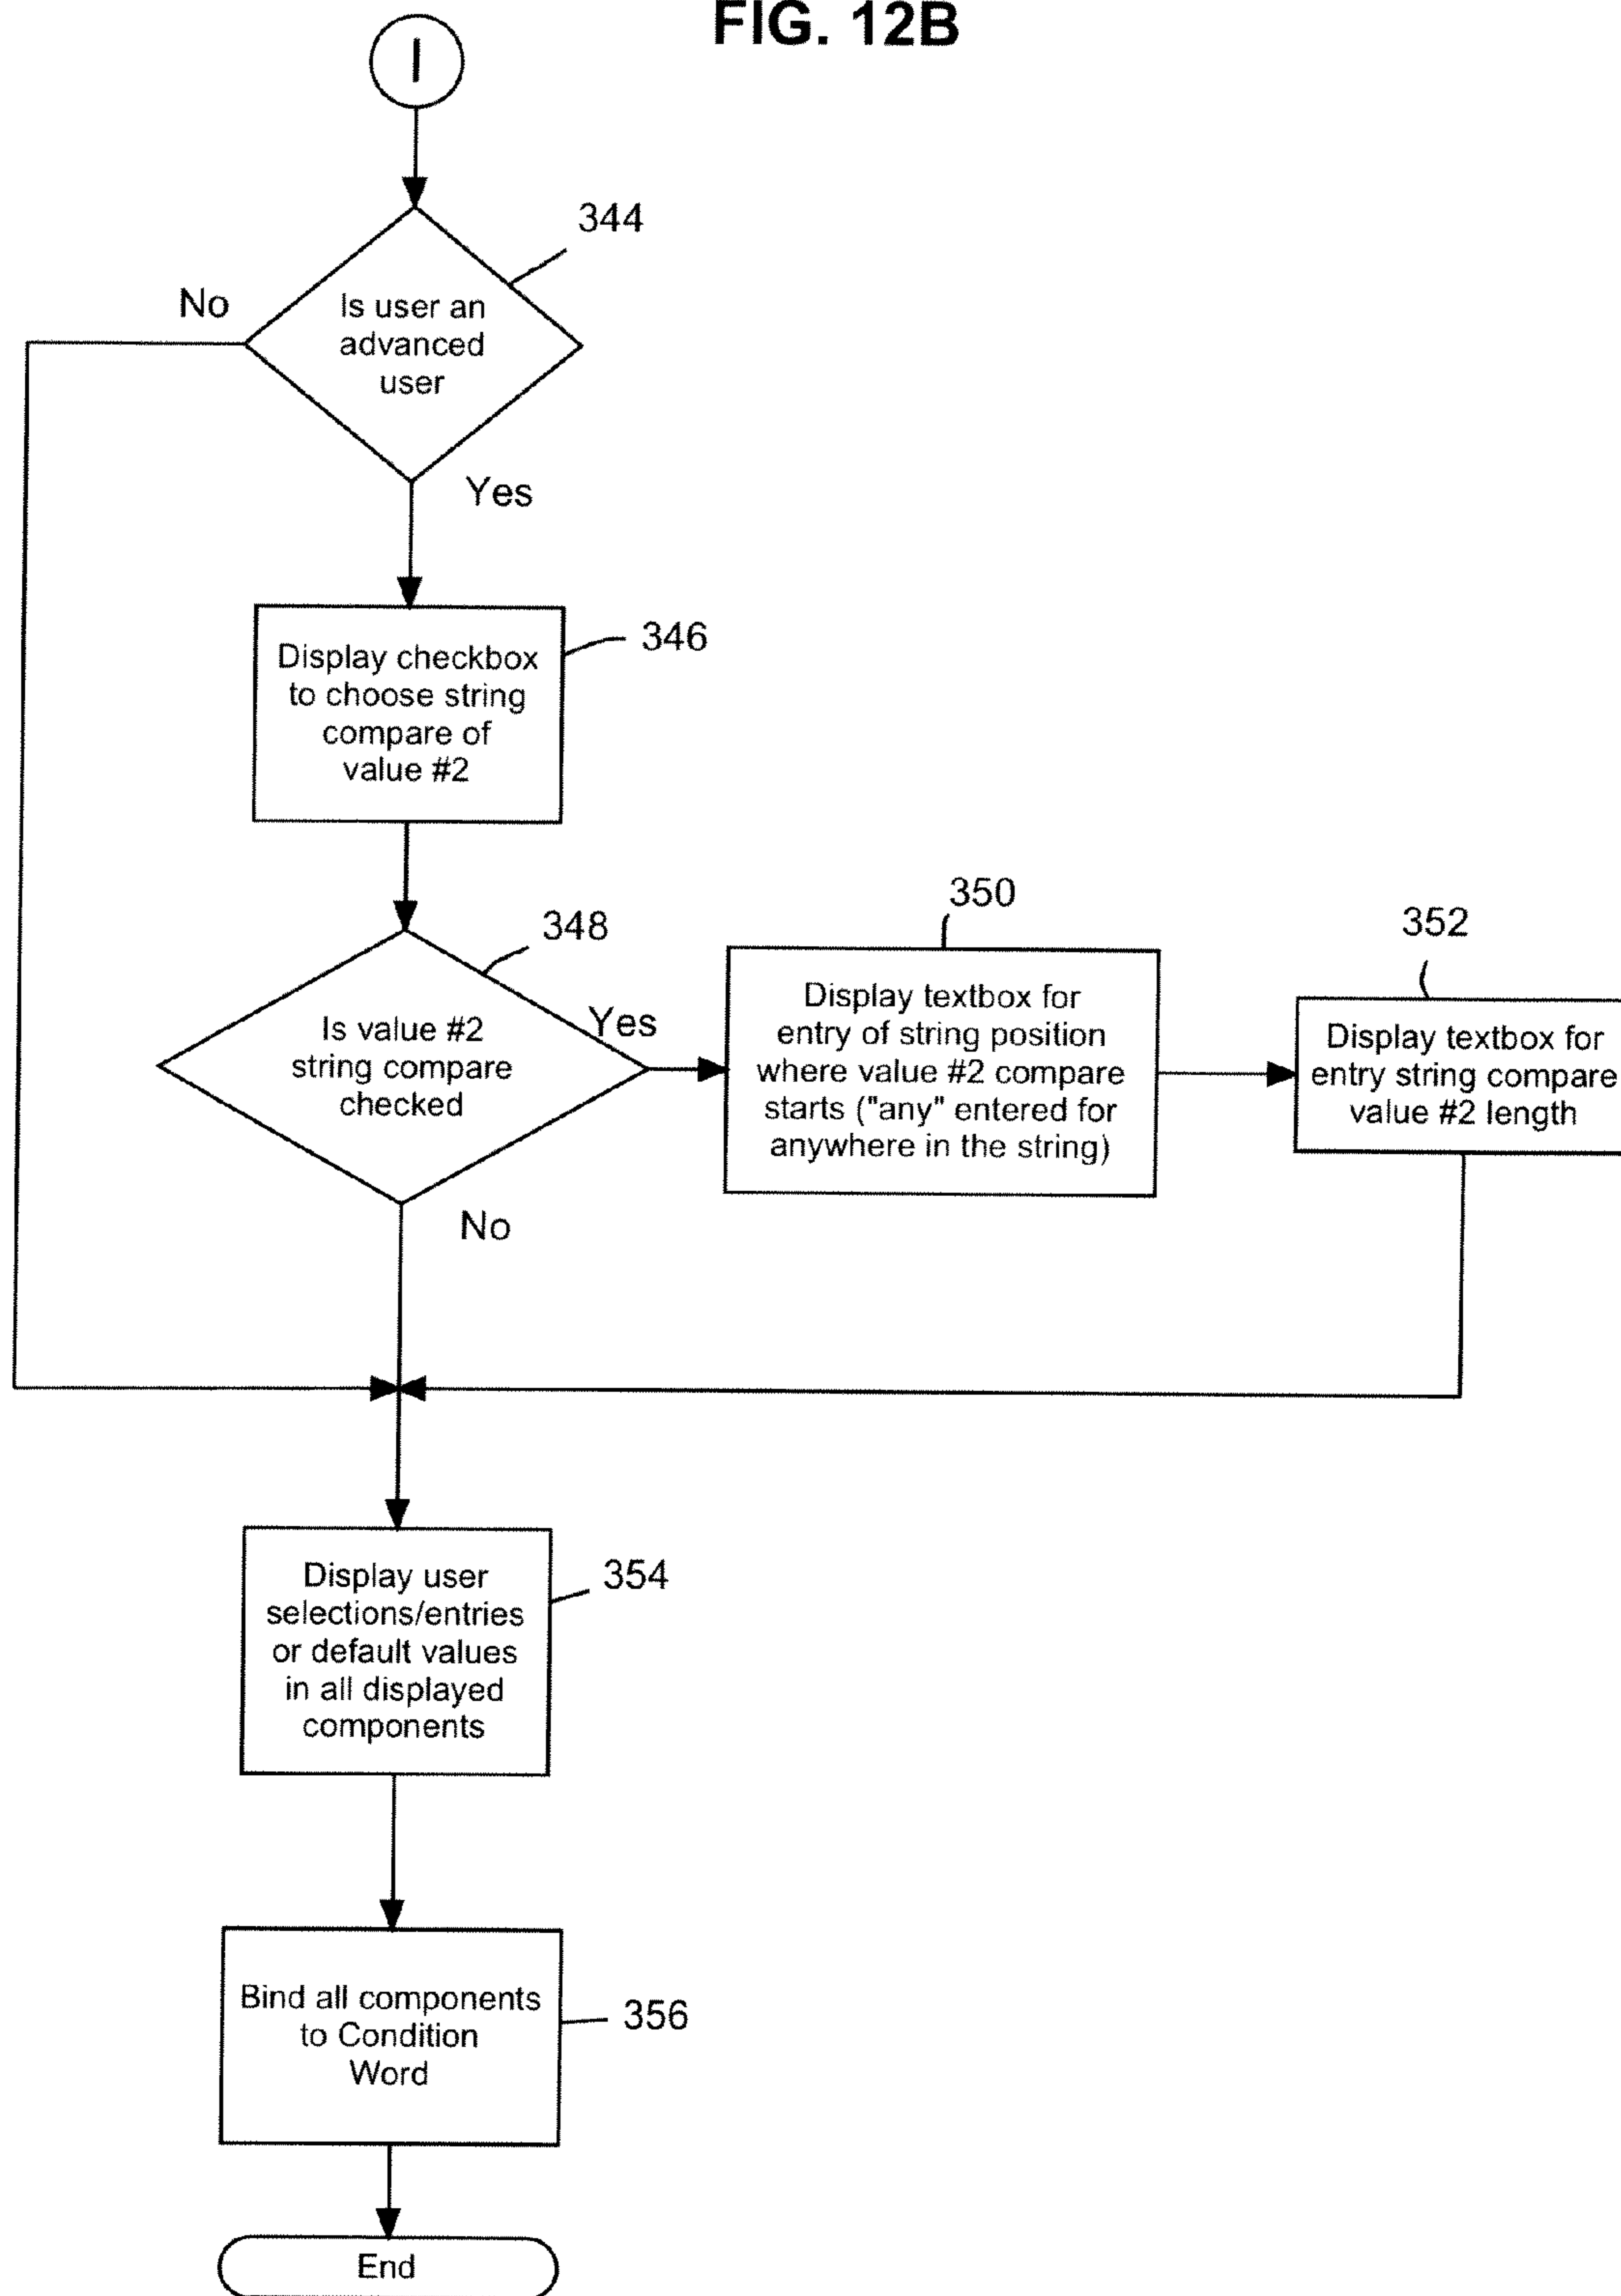 FIG. 12B
I
344
No
Is user an
advanced
user
Yes
346
Display checkbox
to choose string
compare of
value #2
348
Is value #2
string compare
checked
Yes
350
Display textbox for
entry of string position
where value #2 compare
starts ("any" entered for
anywhere in the string)
352
Display textbox for
entry string compare
value #2 length
No
354
Display user
selections/entries
or default values
in all displayed
components
356
Bind all components
to Condition
Word
End